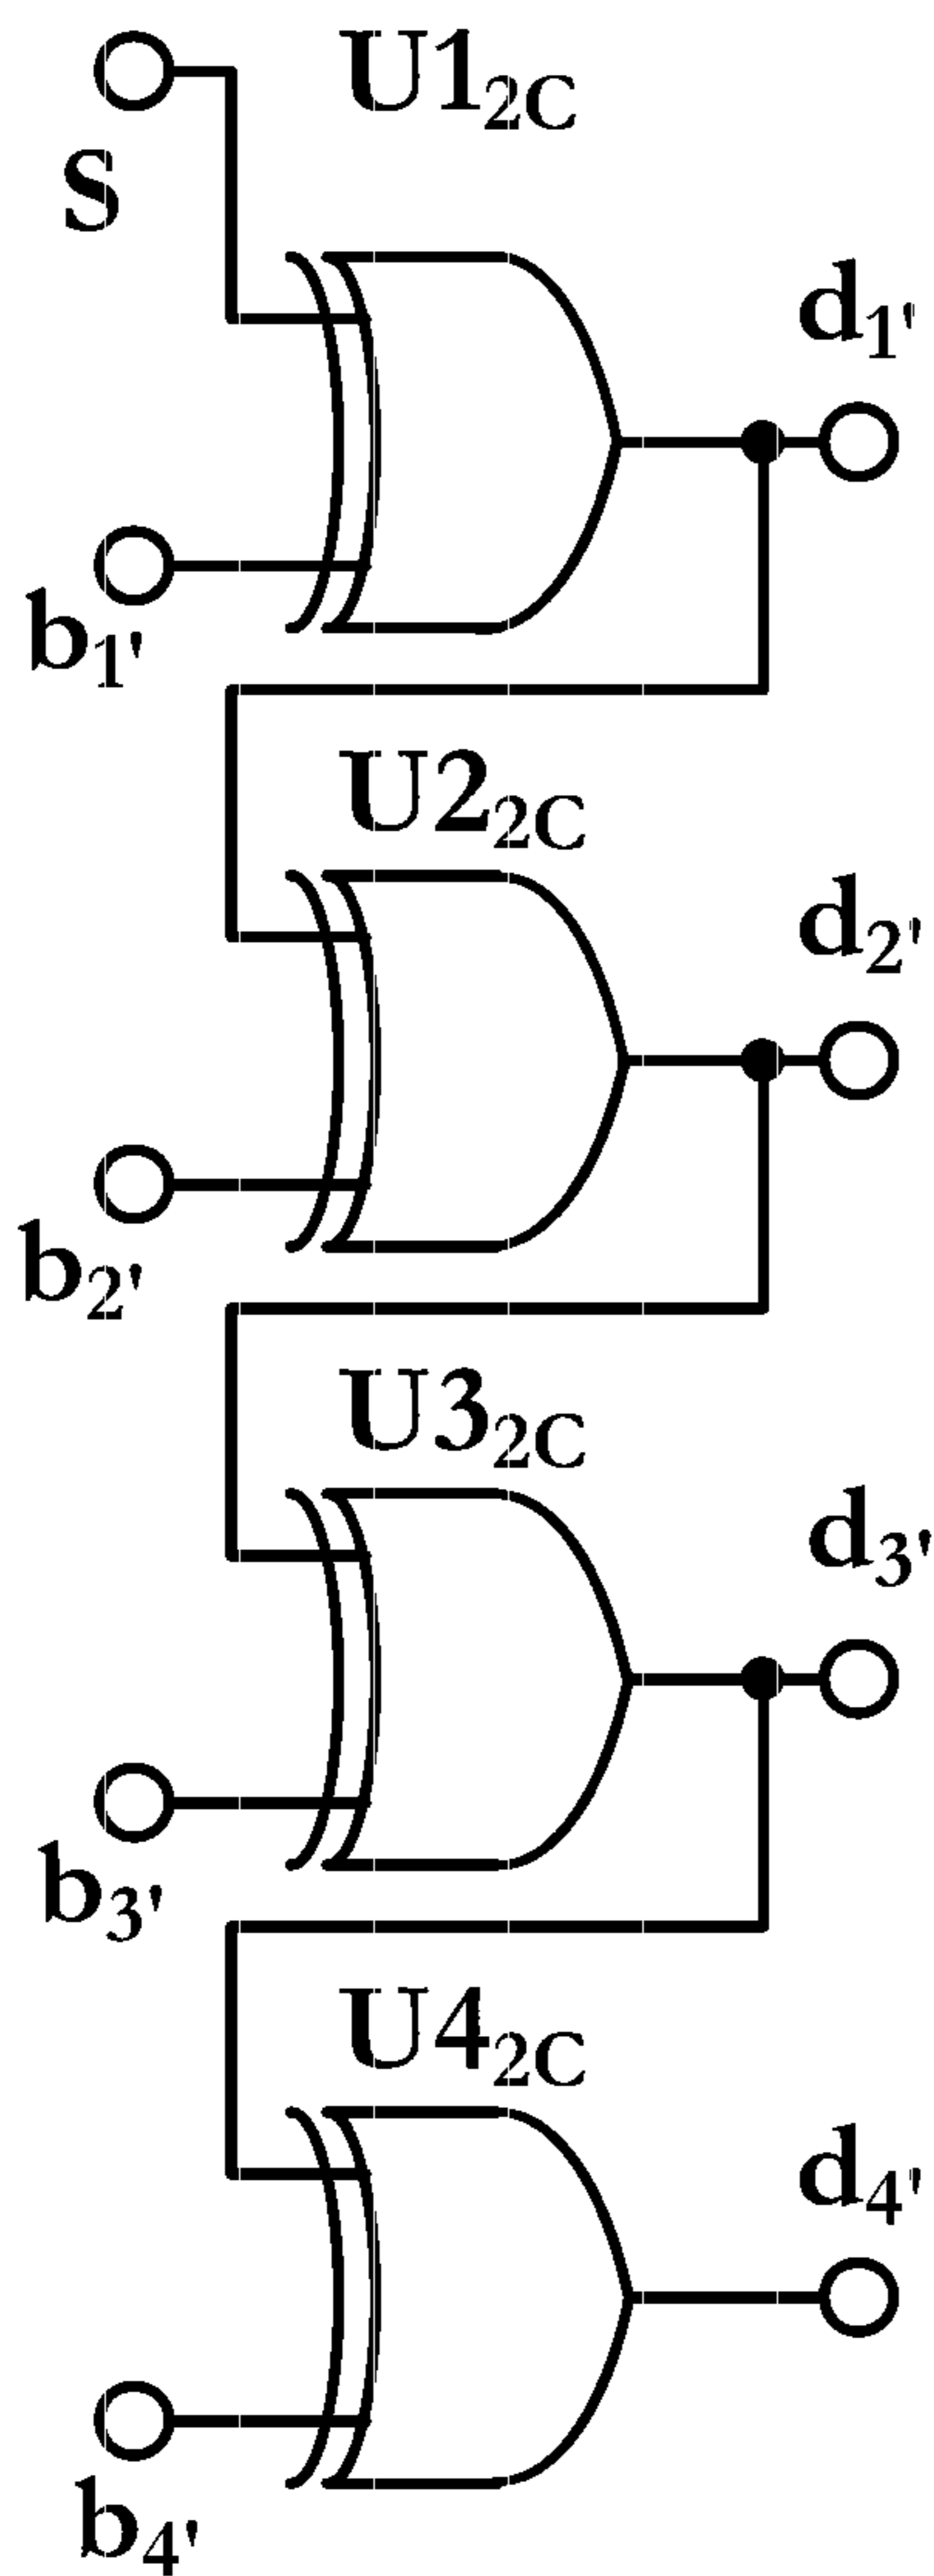 U1₂C
S
d₁'
b₁'
U2₂C
d₂'
b₂'
U3₂C
d₃'
b₃'
U4₂C
d₄'
b₄'